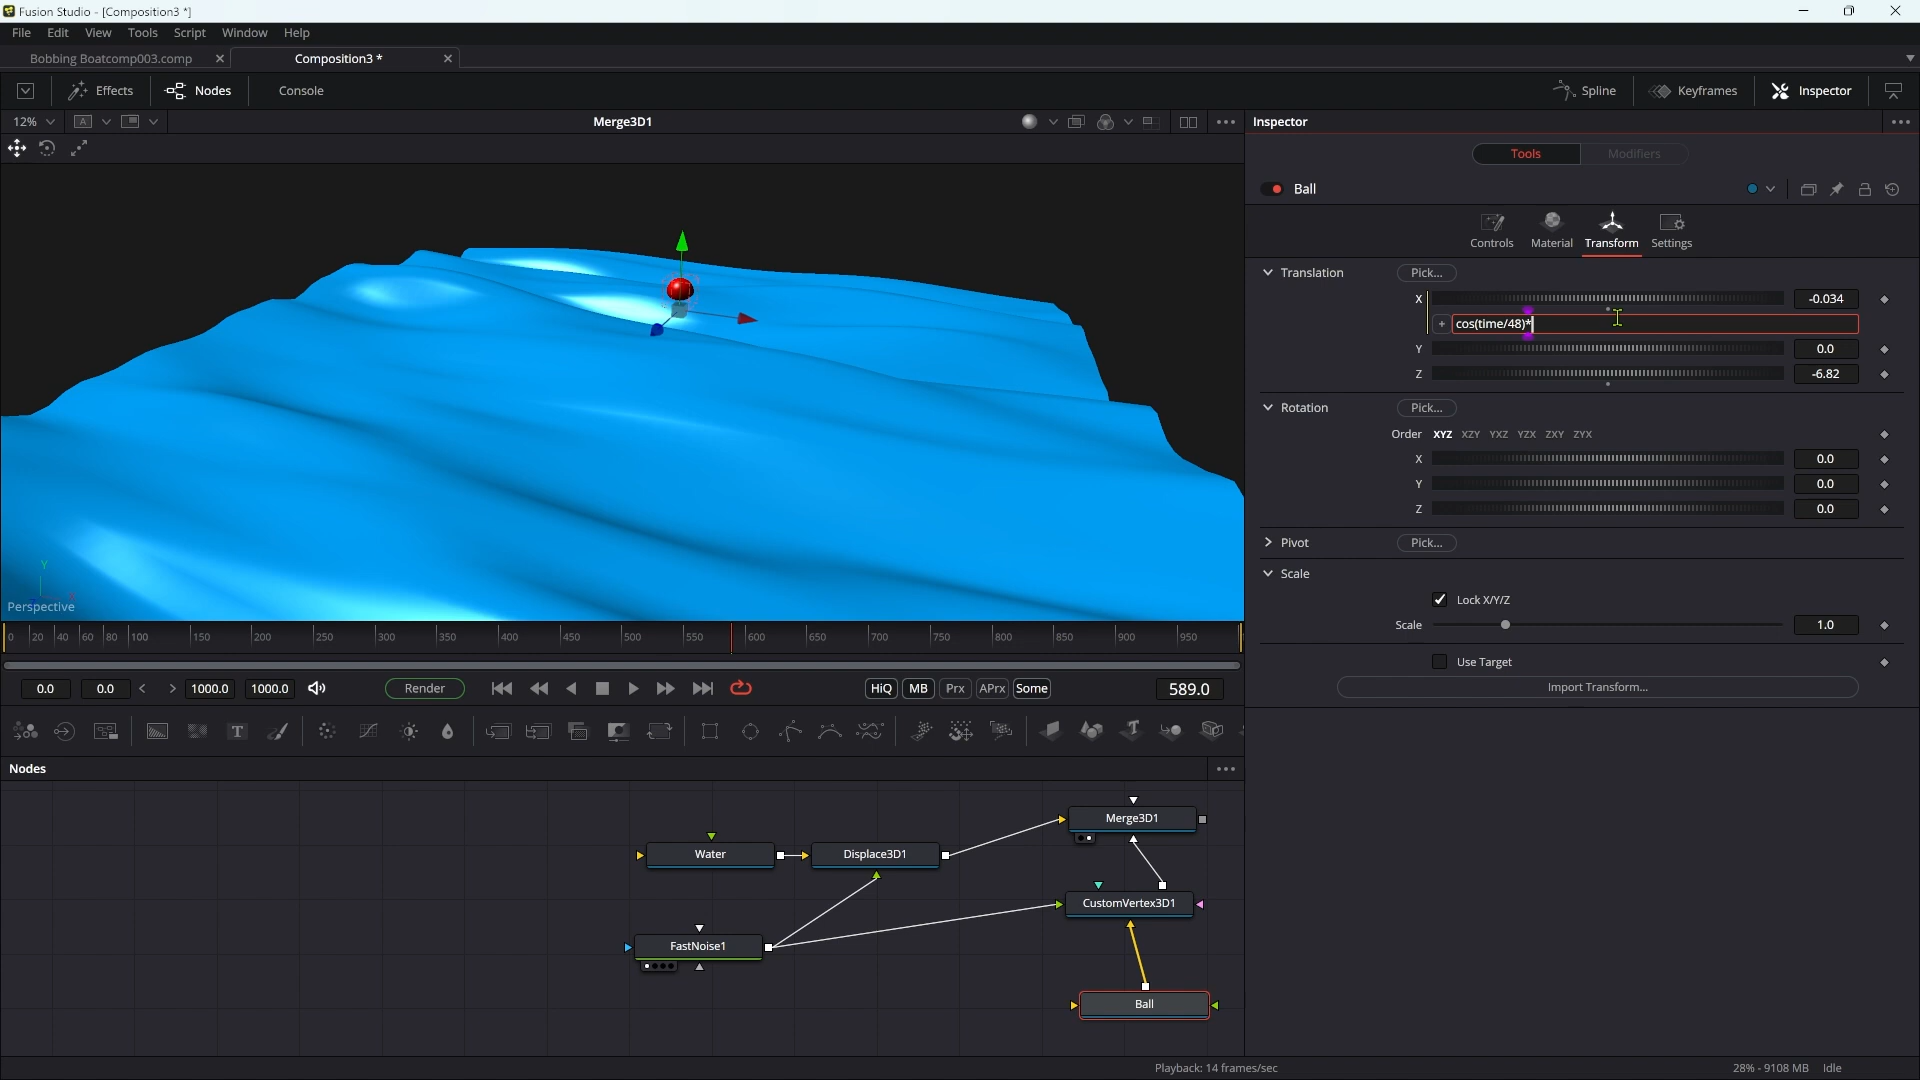 Fusion Studio - [Composition3 *]
File Edit View Tools Script Window Help
Bobbing Boatcomp003.comp Composition3 *
Effects Nodes Console Spline Keyframes Inspector
12% A Merge3D1
Inspector
Tools Modifiers
Ball
Controls Material Transform Settings
Translation Pick...
X -0.034
+ cos(time/48)*
Y 0.0
Z -6.82
Rotation Pick...
Order XYZ XZY YXZ YZX ZXY ZYX
X 0.0
Y 0.0
Z 0.0
Pivot Pick...
Scale
Lock X/Y/Z
Scale 1.0
Use Target
Import Transform...
Y
Perspective
0 20 40 60 80 100 150 200 250 300 350 400 450 500 550 600 650 700 750 800 850 900 950
0.0 0.0 < > 1000.0 1000.0 Render HiQ MB Prx APrx Some 589.0
T T
Nodes
Merge3D1
Water Displace3D1
CustomVertex3D1
FastNoise1
Ball
Playback: 14 frames/sec 28% - 9108 MB Idle